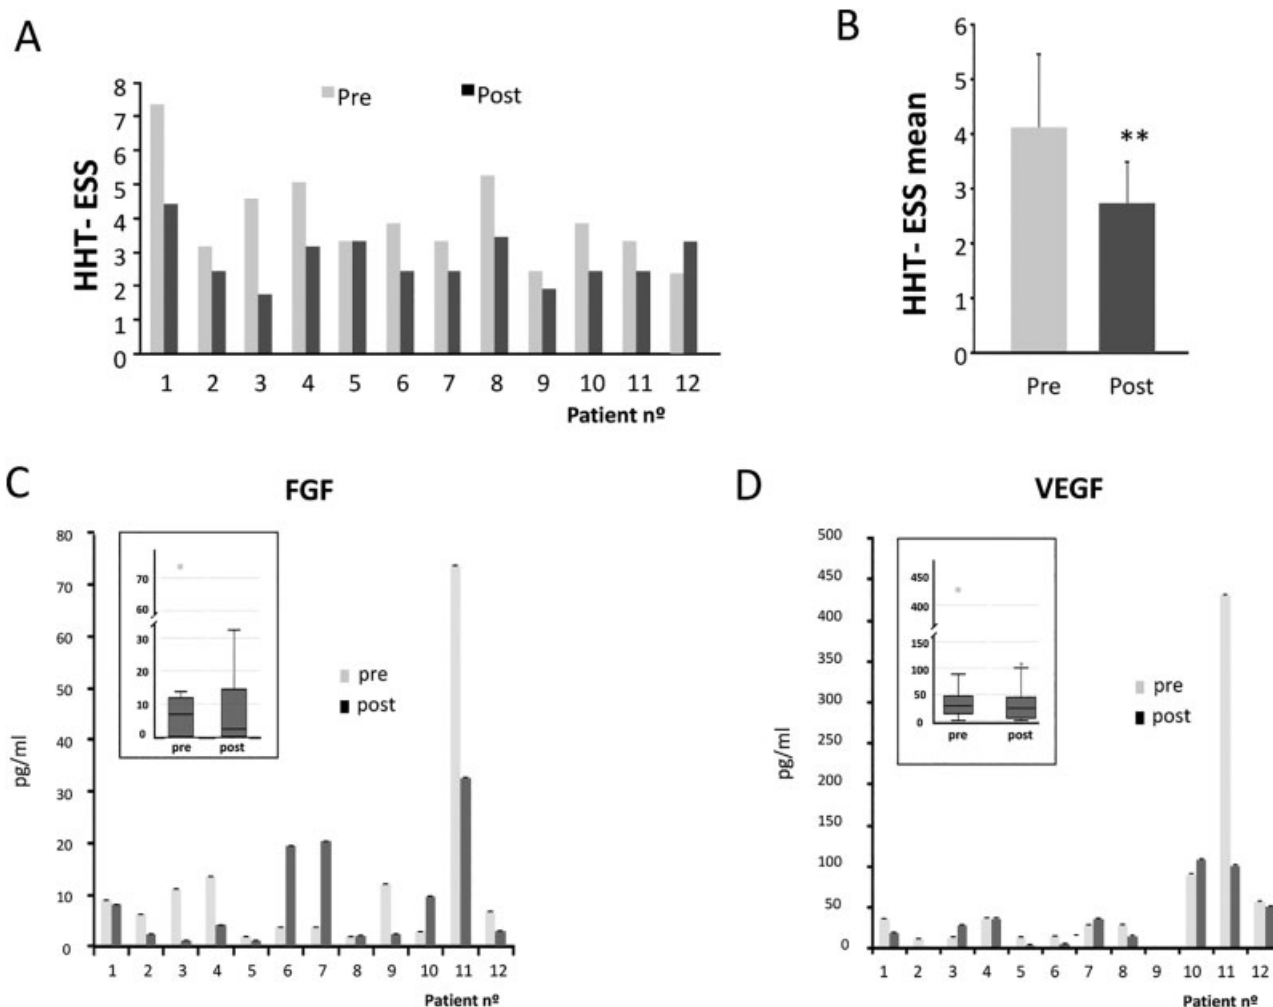 A
HHT- ESS
8
7
6
5
4
3
2
1
0
Pre
Post
1 2 3 4 5 6 7 8 9 10 11 12
Patient nº
B
HHT- ESS mean
6
5
4
3
2
1
0
**
Pre Post
C
FGF
pg/ml
80
70
60
50
40
30
20
10
0
70
60
30
20
10
0
pre post
pre
post
1 2 3 4 5 6 7 8 9 10 11 12
Patient nº
D
VEGF
pg/ml
500
450
400
350
300
250
200
150
100
50
0
450
400
150
100
50
0
pre post
pre
post
1 2 3 4 5 6 7 8 9 10 11 12
Patient nº